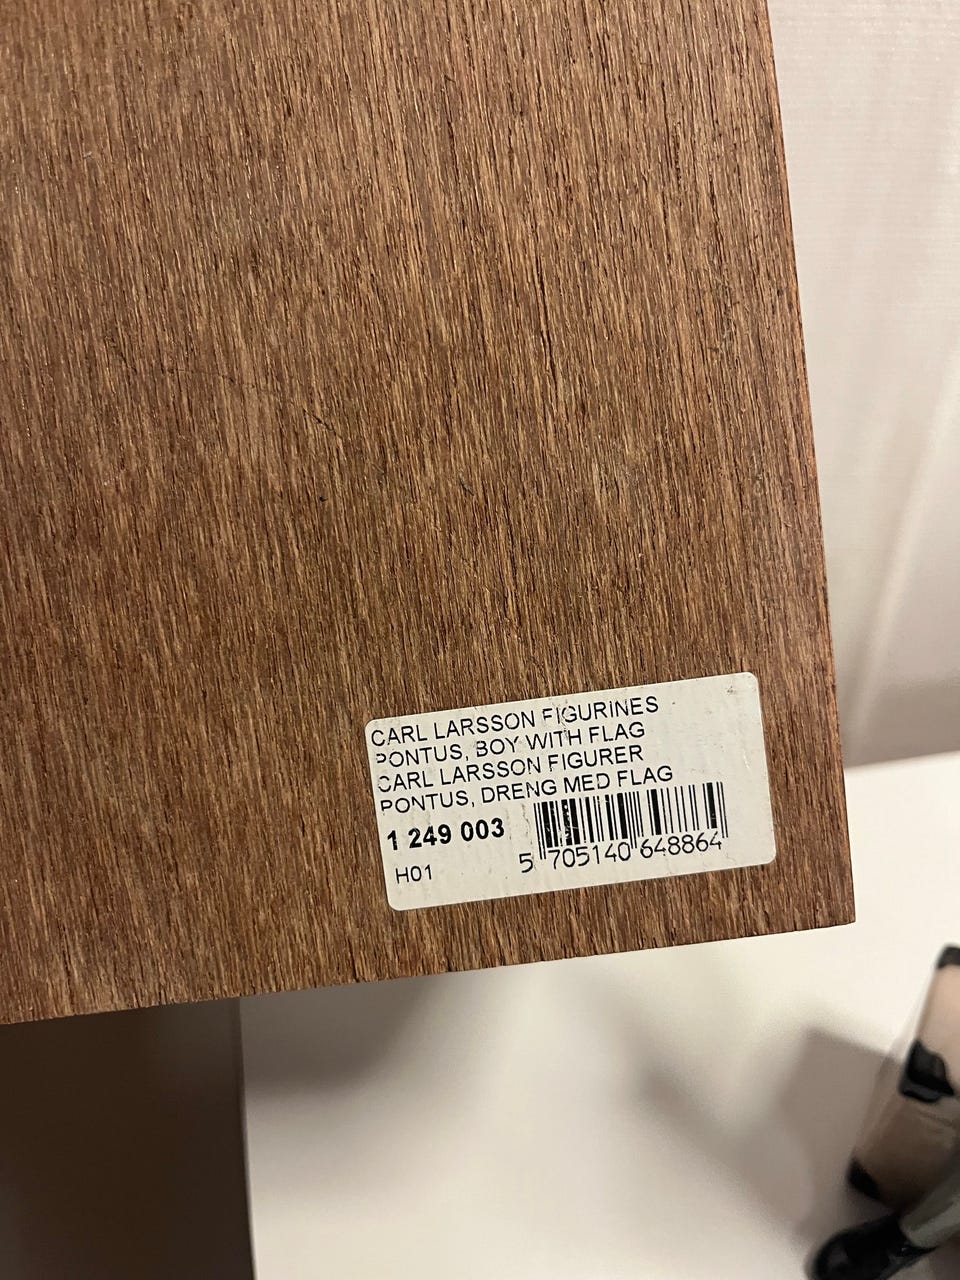 CARL LARSSON FIGURINES
PONTUS, BOY WITH FLAG
CARL LARSSON FIGURER
PONTUS, DRENG MED FLAG
1 249 003
H01
5 705140 648864